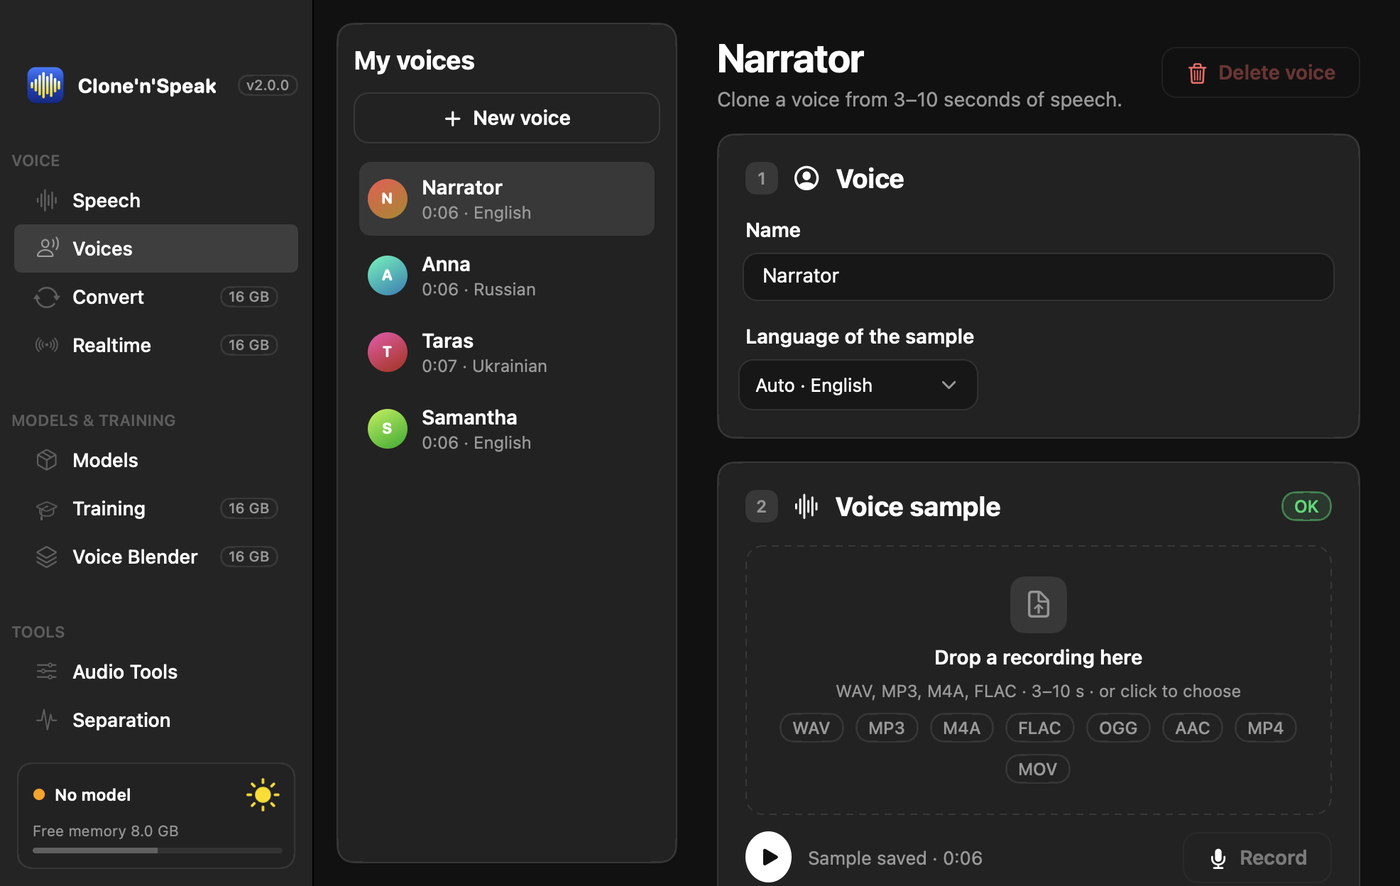 Clone'n'Speak v2.0.0
VOICE
Speech
Voices
Convert 16 GB
Realtime 16 GB
MODELS & TRAINING
Models
Training 16 GB
Voice Blender 16 GB
TOOLS
Audio Tools
Separation
No model
Free memory 8.0 GB
My voices
+ New voice
N
Narrator
0:06 · English
A
Anna
0:06 · Russian
T
Taras
0:07 · Ukrainian
S
Samantha
0:06 · English
Narrator
Clone a voice from 3–10 seconds of speech.
Delete voice
1 Voice
Name
Narrator
Language of the sample
Auto · English
2 Voice sample OK
Drop a recording here
WAV, MP3, M4A, FLAC · 3–10 s · or click to choose
WAV MP3 M4A FLAC OGG AAC MP4
MOV
Sample saved · 0:06 Record